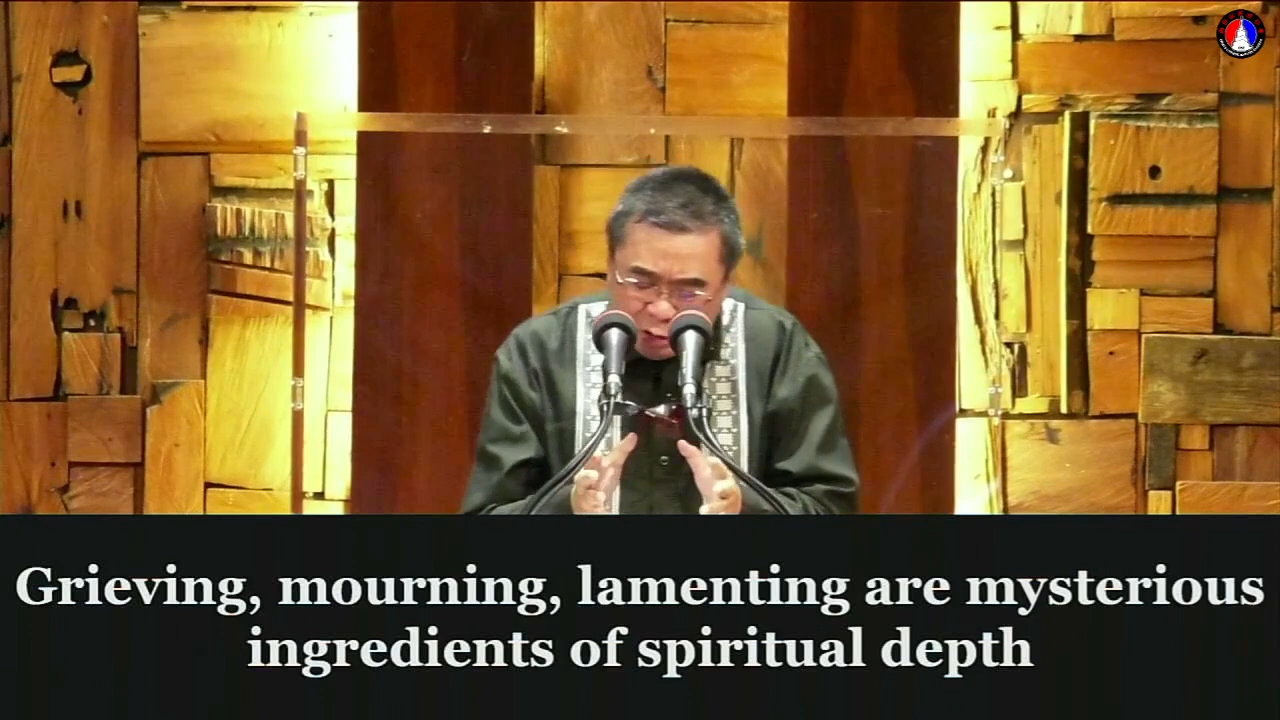 Grieving, mourning, lamenting are mysterious
ingredients of spiritual depth